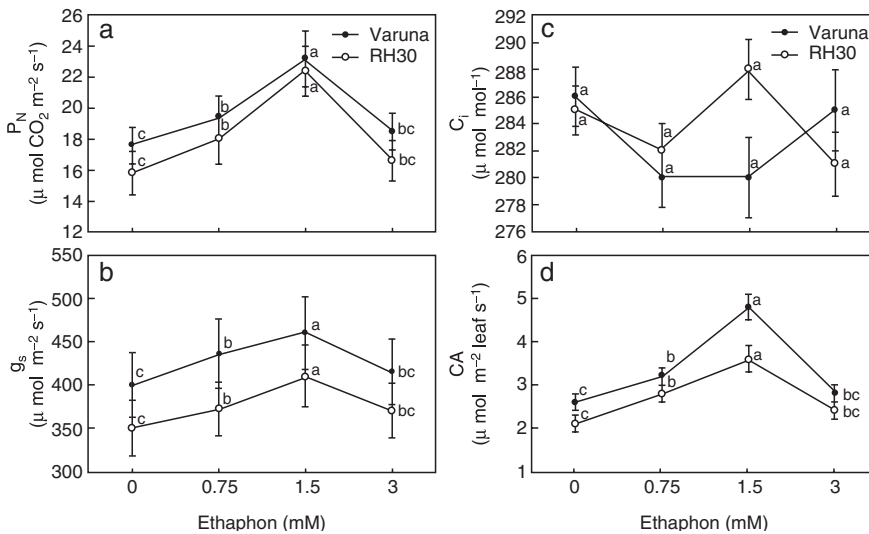 a
Varuna
RH30
P_N
(μ mol CO₂ m⁻² s⁻¹)
26
24
22
20
18
16
14
12
c
c
b
b
a
a
bc
bc
c
Varuna
RH30
C_i
(μ mol mol⁻¹)
292
290
288
286
284
282
280
278
276
a
a
a
a
a
a
a
a
b
g_s
(μ mol m⁻² s⁻¹)
550
500
450
400
350
300
c
c
b
b
a
a
bc
bc
0 0.75 1.5 3
Ethaphon (mM)
d
CA
(μ mol m⁻² leaf s⁻¹)
6
5
4
3
2
1
c
c
b
b
a
a
bc
bc
0 0.75 1.5 3
Ethaphon (mM)